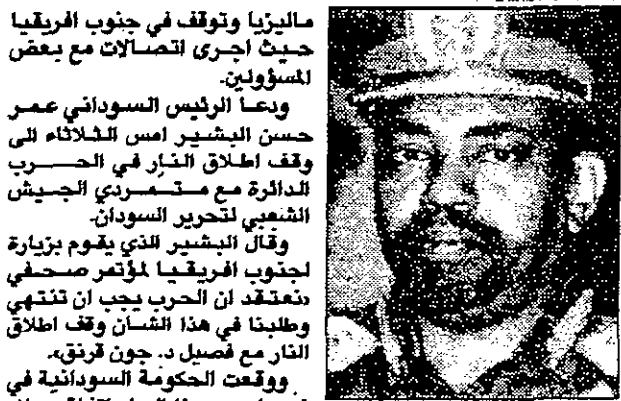 ماليزيا وتوقف في جنوب افريقيا
حيث اجرى اتصالات مع بعض
المسؤولين.
ودعا الرئيس السوداني عمر
حسن البشير امس الثلاثاء الى
وقف اطلاق النار في الحرب
الدائرة مع متمردي الجيش
الشعبي لتحرير السودان.
وقال البشير الذي يقوم بزيارة
لجنوب افريقيا لمؤتمر صحفي
«نعتقد ان الحرب يجب ان تنتهي
وطلبنا في هذا الشان وقف اطلاق
النار مع فصيل د. جون قرنق».
ووقعت الحكومة السودانية في